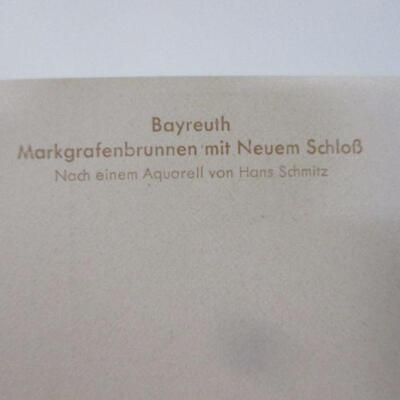 Bayreuth
Markgrafenbrunnen mit Neuem Schloß
Nach einem Aquarell von Hans Schmitz